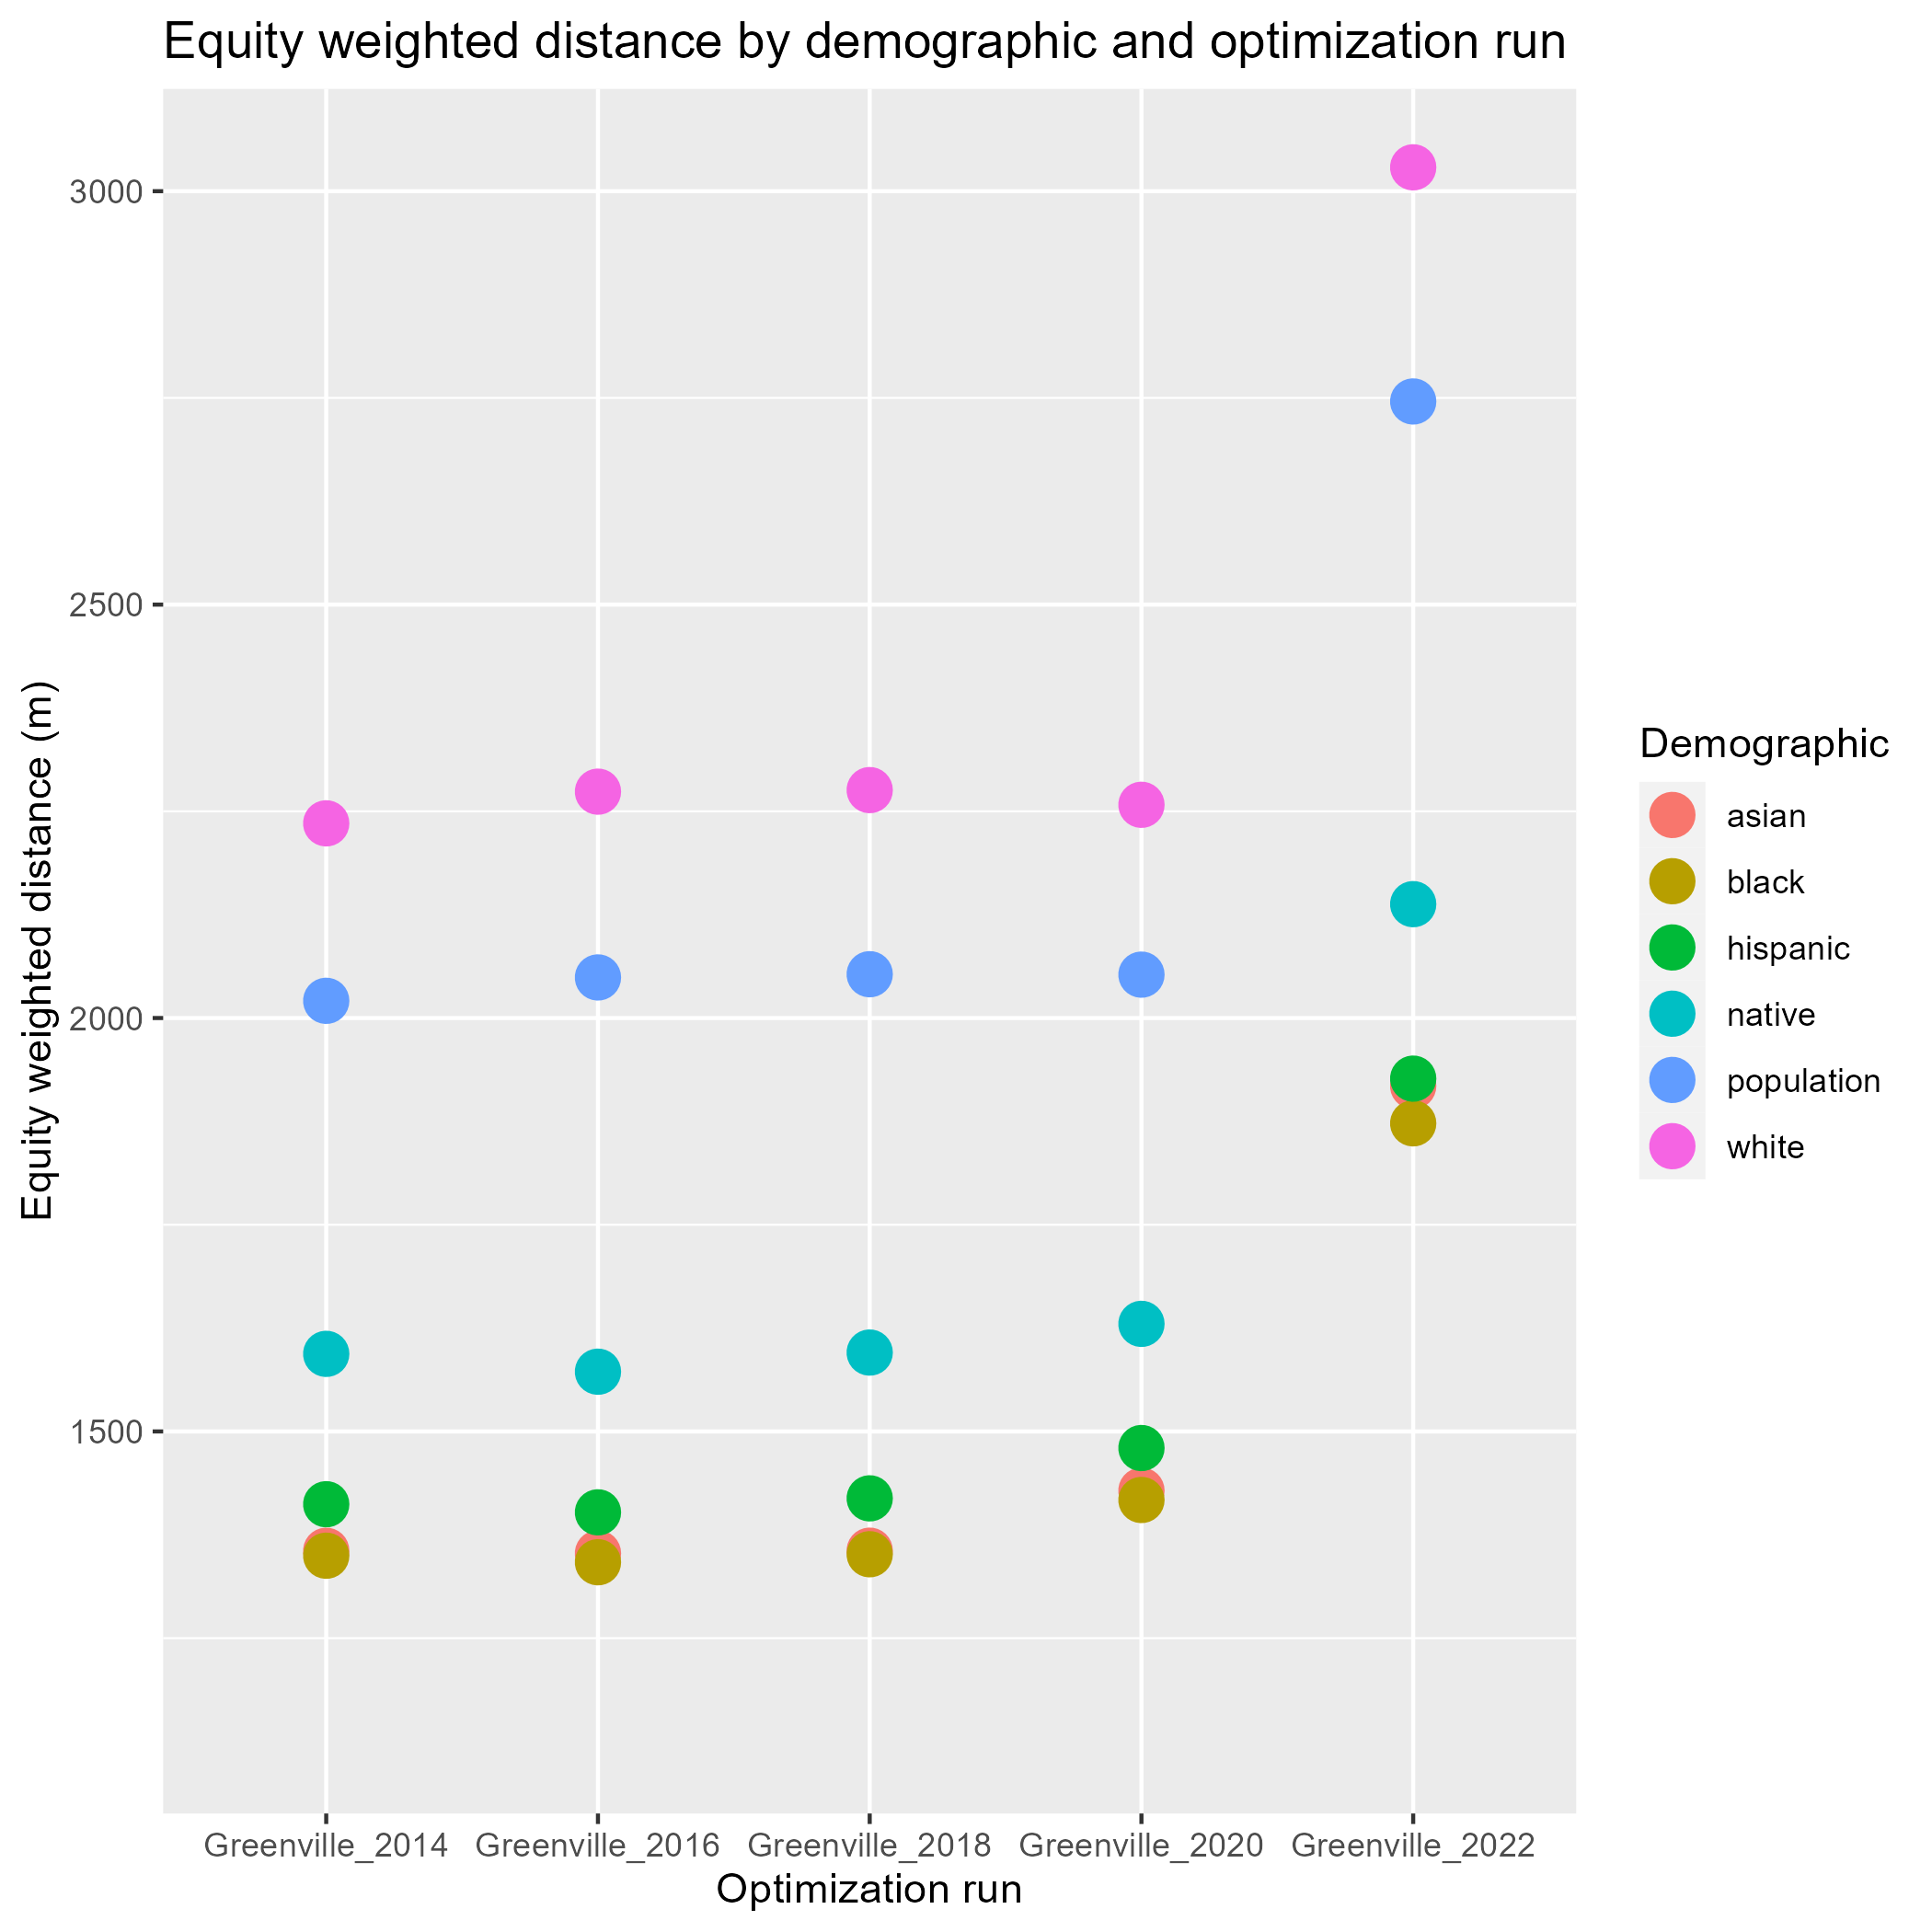 Equity weighted distance by demographic and optimization run
Equity weighted distance (m)
3000
2500
2000
1500
Greenville_2014
Greenville_2016
Greenville_2018
Greenville_2020
Greenville_2022
Optimization run
Demographic
asian
black
hispanic
native
population
white